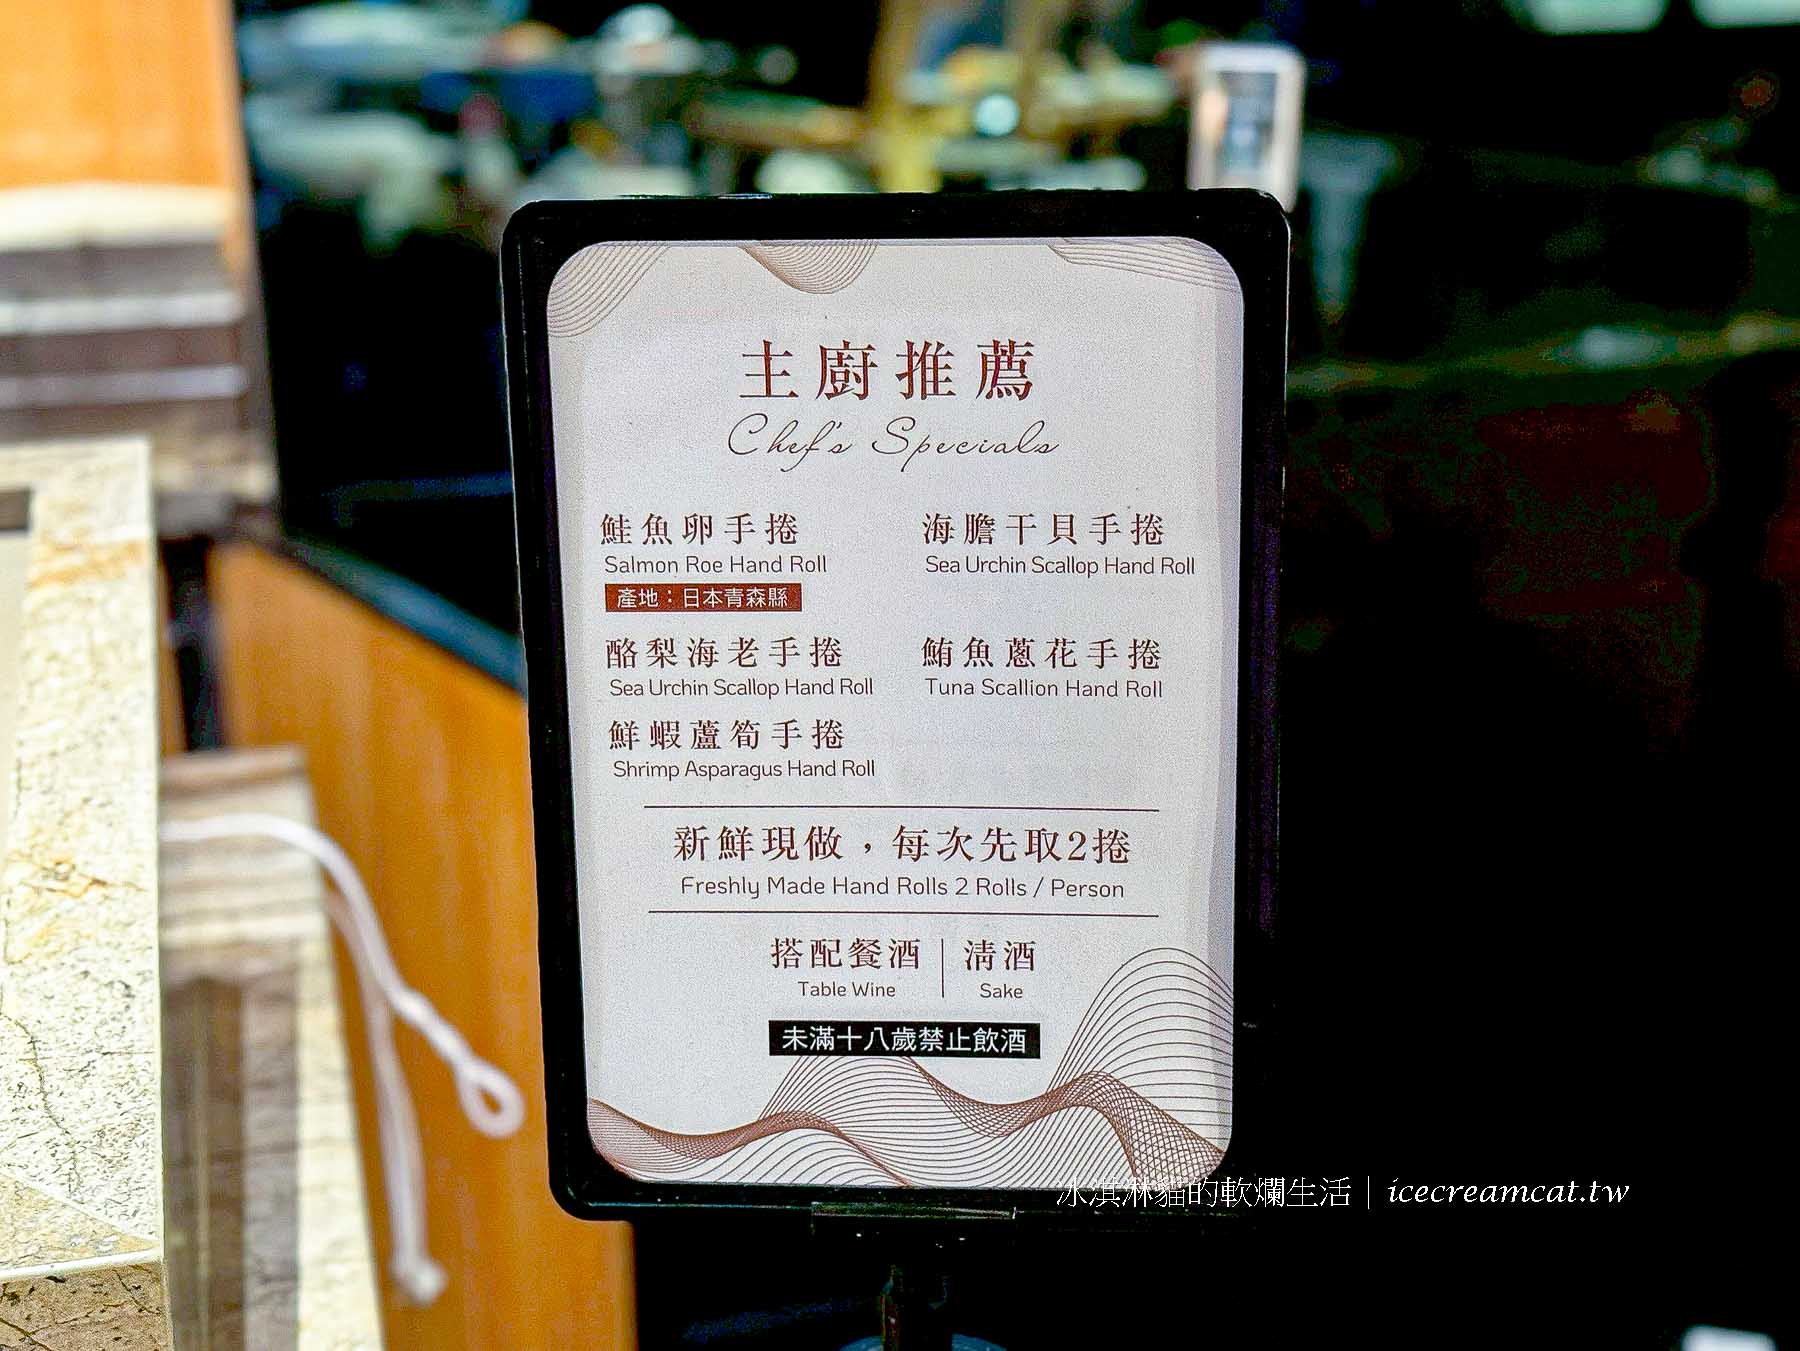 主廚推薦
Chef's Specials
鮭魚卵手捲
Salmon Roe Hand Roll
產地：日本青森縣
海膽干貝手捲
Sea Urchin Scallop Hand Roll
酪梨海老手捲
Sea Urchin Scallop Hand Roll
鮪魚蔥花手捲
Tuna Scallion Hand Roll
鮮蝦蘆筍手捲
Shrimp Asparagus Hand Roll
新鮮現做，每次先取2捲
Freshly Made Hand Rolls 2 Rolls / Person
搭配餐酒
Table Wine
清酒
Sake
未滿十八歲禁止飲酒
冰淇淋貓的軟爛生活｜icecreamcat.tw